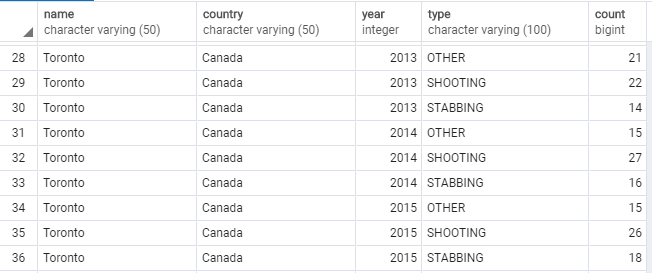 name country year type count
character varying (50) character varying (50) integer character varying (100) bigint
28 Toronto Canada 2013 OTHER 21
29 Toronto Canada 2013 SHOOTING 22
30 Toronto Canada 2013 STABBING 14
31 Toronto Canada 2014 OTHER 15
32 Toronto Canada 2014 SHOOTING 27
33 Toronto Canada 2014 STABBING 16
34 Toronto Canada 2015 OTHER 15
35 Toronto Canada 2015 SHOOTING 26
36 Toronto Canada 2015 STABBING 18